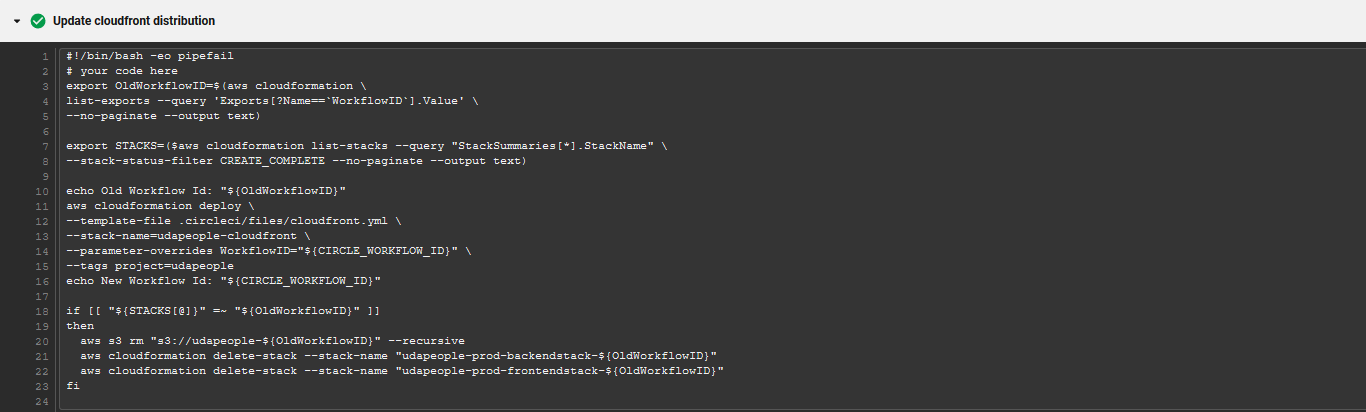 Update cloudfront distribution
1 #!/bin/bash -eo pipefail
2 # your code here
3 export OldWorkflowID=$(aws cloudformation \
4 list-exports --query 'Exports[?Name==`WorkflowID`].Value' \
5 --no-paginate --output text)
6
7 export STACKS=($aws cloudformation list-stacks --query "StackSummaries[*].StackName" \
8 --stack-status-filter CREATE_COMPLETE --no-paginate --output text)
9
10 echo Old Workflow Id: "${OldWorkflowID}"
11 aws cloudformation deploy \
12 --template-file .circleci/files/cloudfront.yml \
13 --stack-name=udapeople-cloudfront \
14 --parameter-overrides WorkflowID="${CIRCLE_WORKFLOW_ID}" \
15 --tags project=udapeople
16 echo New Workflow Id: "${CIRCLE_WORKFLOW_ID}"
17
18 if [[ "${STACKS[@]}" =~ "${OldWorkflowID}" ]]
19 then
20   aws s3 rm "s3://udapeople-${OldWorkflowID}" --recursive
21   aws cloudformation delete-stack --stack-name "udapeople-prod-backendstack-${OldWorkflowID}"
22   aws cloudformation delete-stack --stack-name "udapeople-prod-frontendstack-${OldWorkflowID}"
23 fi
24